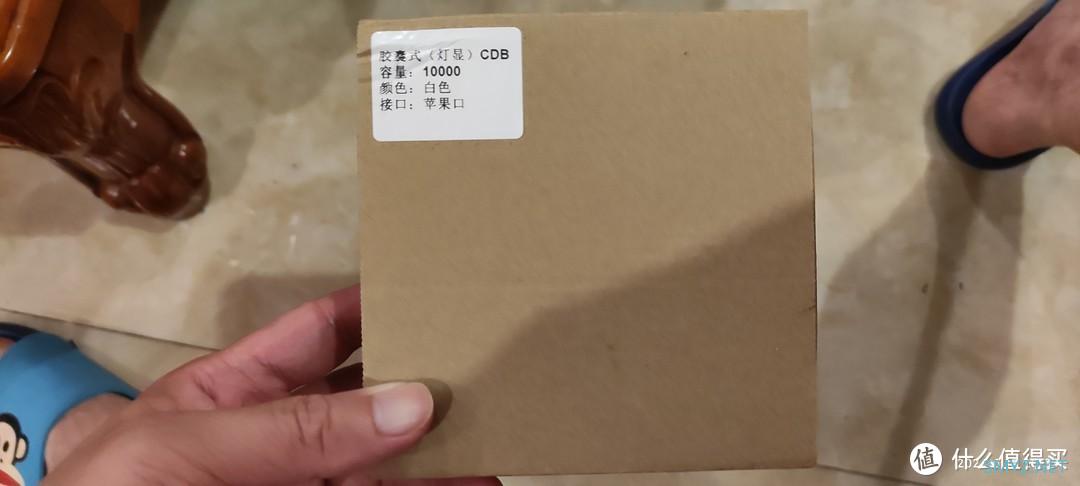 胶囊式（灯显）CDB
容量：10000
颜色：白色
接口：苹果口
值 什么值得买